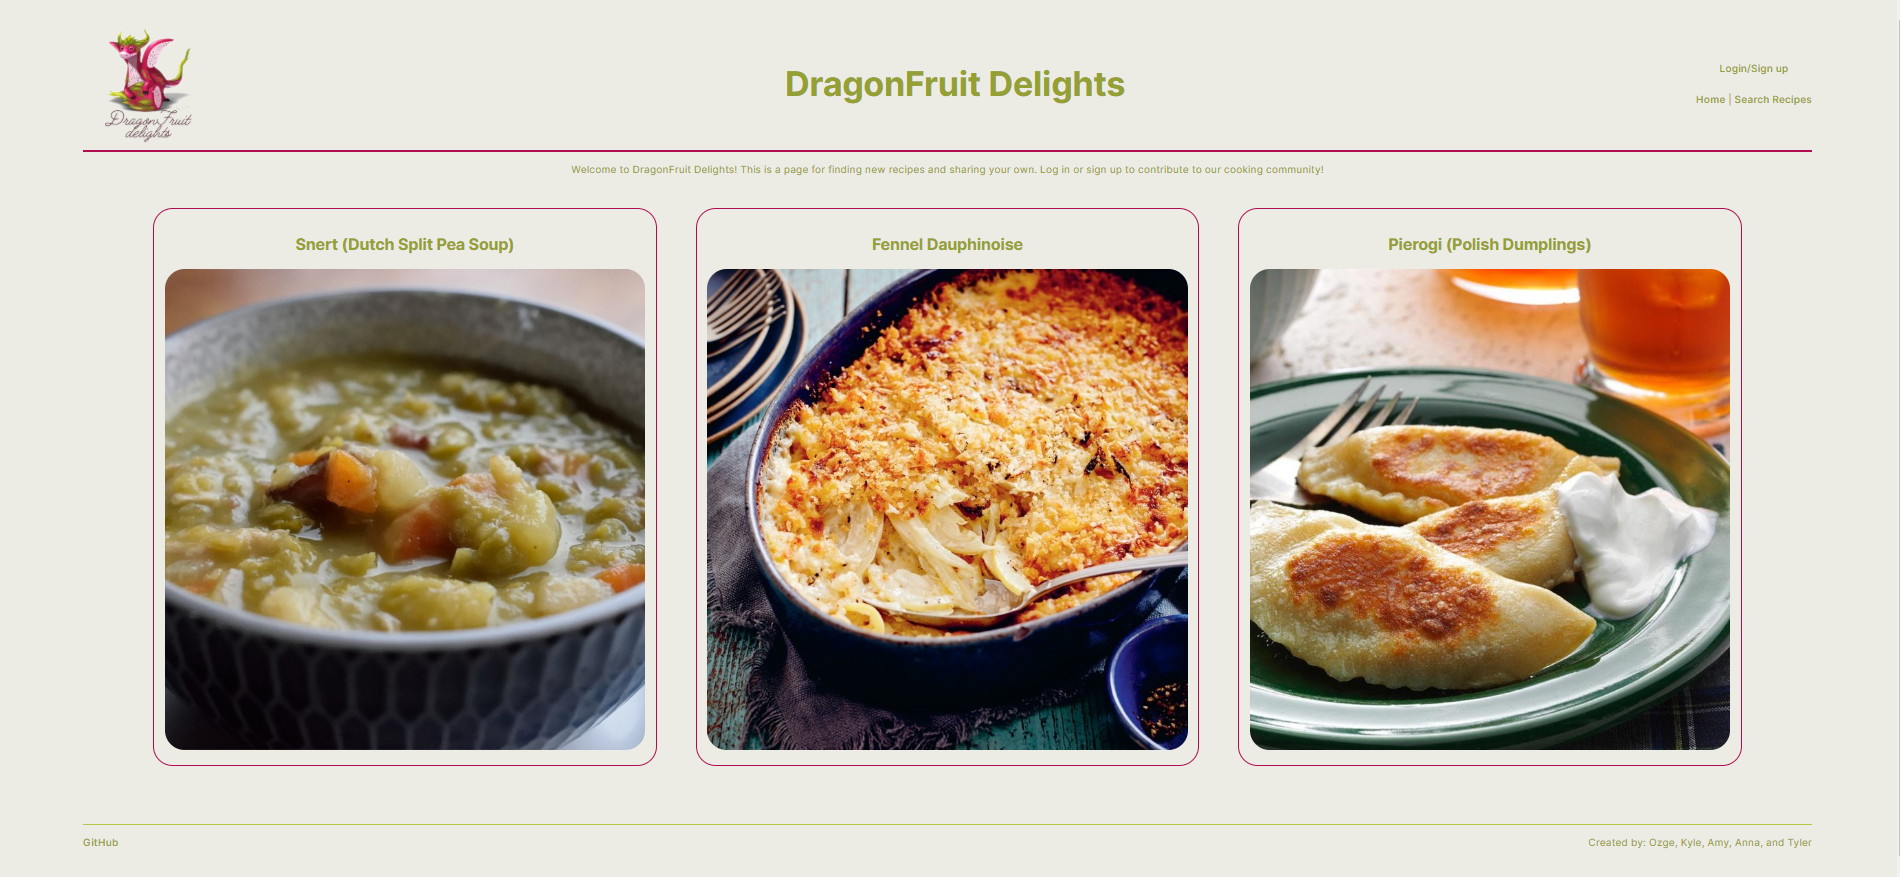 DragonFruit
delights
DragonFruit Delights
Login/Sign up
Home | Search Recipes
Welcome to DragonFruit Delights! This is a page for finding new recipes and sharing your own. Log in or sign up to contribute to our cooking community!
Snert (Dutch Split Pea Soup)
Fennel Dauphinoise
Pierogi (Polish Dumplings)
GitHub
Created by: Ozge, Kyle, Amy, Anna, and Tyler